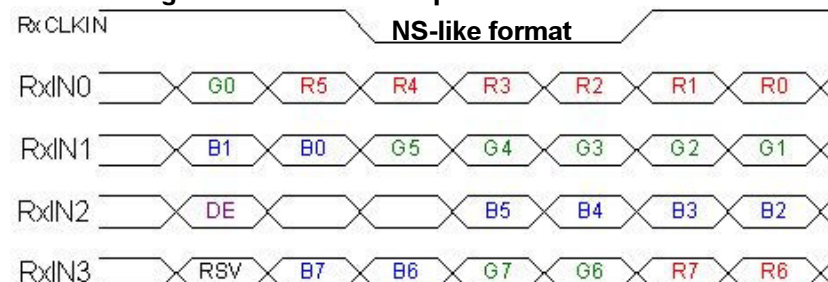 RxCLKIN NS-like format
RxIN0 G0 R5 R4 R3 R2 R1 R0
RxIN1 B1 B0 G5 G4 G3 G2 G1
RxIN2 DE B5 B4 B3 B2
RxIN3 RSV B7 B6 G7 G6 R7 R6